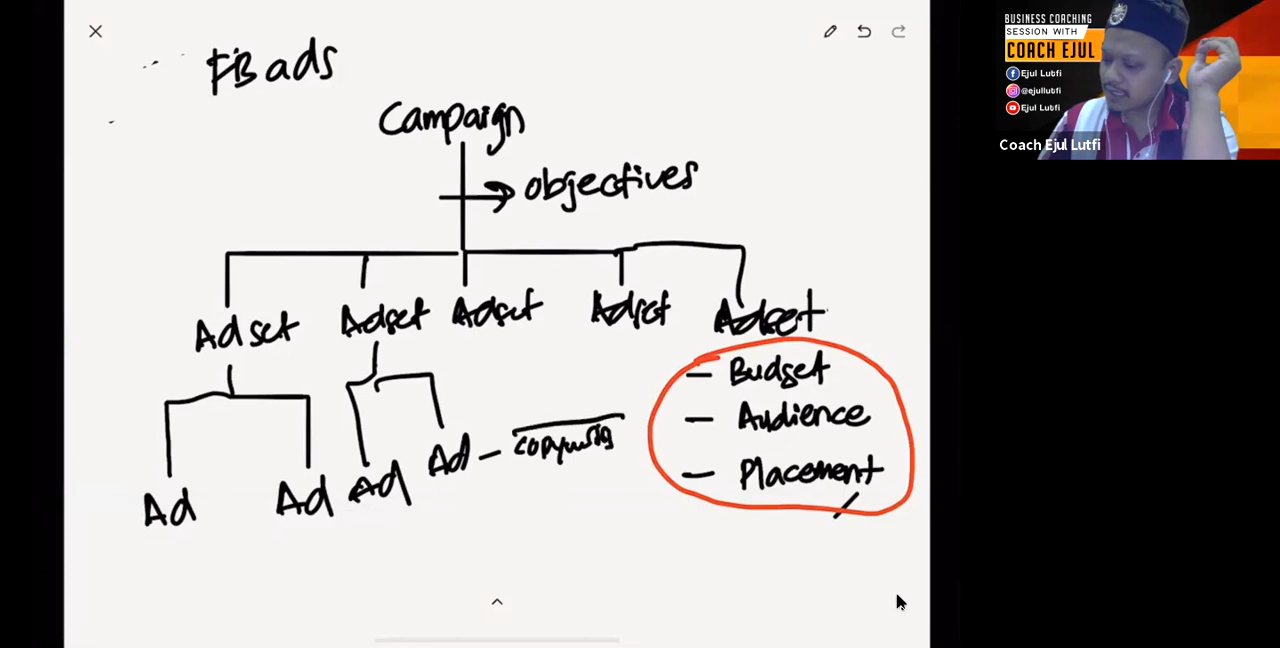 FB ads
Campaign
objectives
Adset Adset Adset Adset Adset
- Budget
- Audience
- Placement
Ad Ad Ad Ad -
BUSINESS COACHING
SESSION WITH
COACH EJUL
Ejul Lutfi
@ejullutfi
Ejul Lutfi
Coach Ejul Lutfi